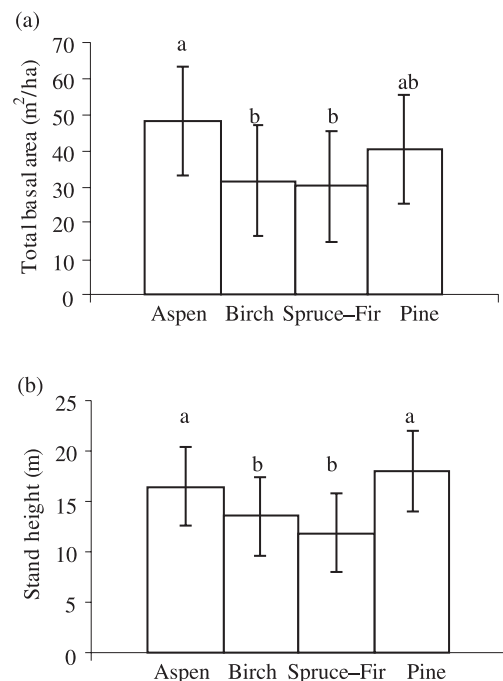 (a)
Total basal area (m²/ha)
70
60
50
40
30
20
10
0
a
b
b
ab
Aspen Birch Spruce–Fir Pine
(b)
Stand height (m)
25
20
15
10
5
0
a
b
b
a
Aspen Birch Spruce–Fir Pine